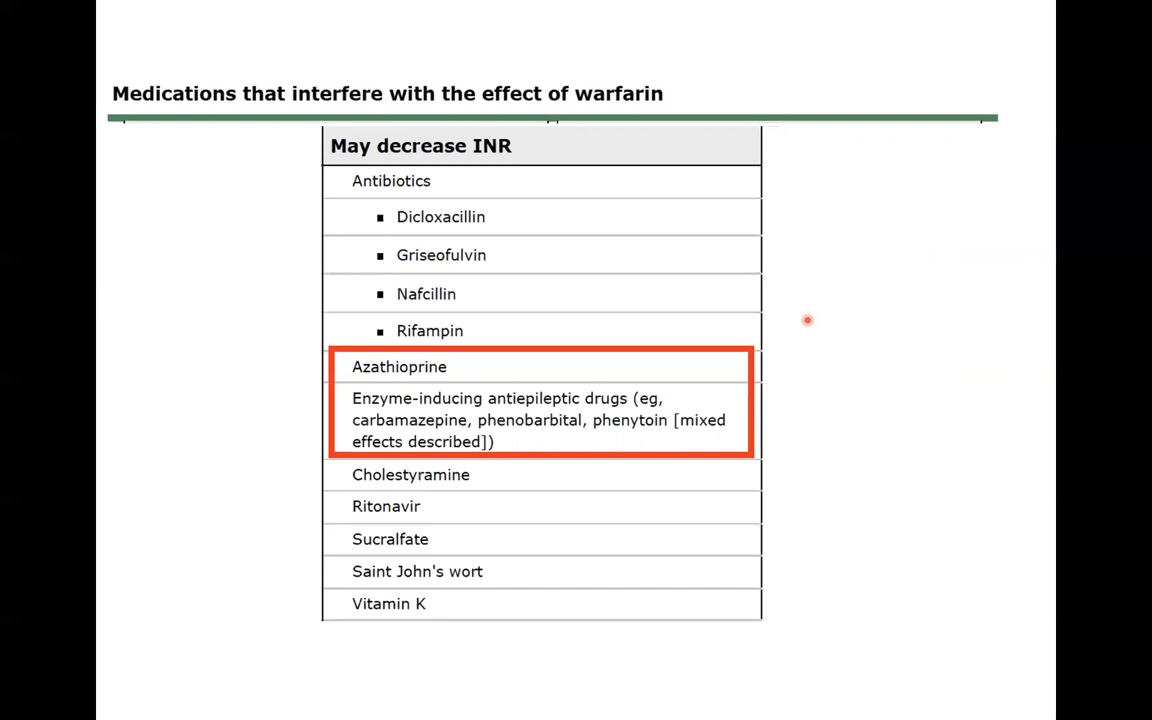 Medications that interfere with the effect of warfarin
May decrease INR
Antibiotics
▪ Dicloxacillin
▪ Griseofulvin
▪ Nafcillin
▪ Rifampin
Azathioprine
Enzyme-inducing antiepileptic drugs (eg,
carbamazepine, phenobarbital, phenytoin [mixed
effects described])
Cholestyramine
Ritonavir
Sucralfate
Saint John's wort
Vitamin K